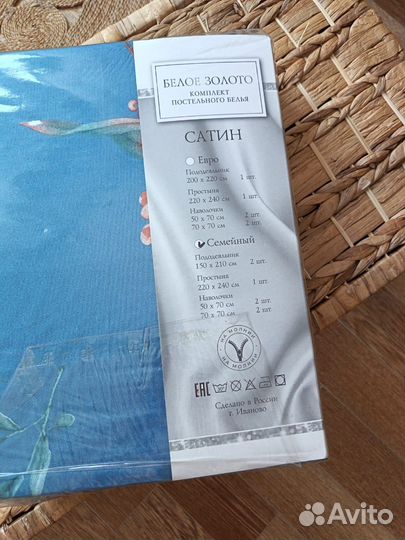 БЕЛОЕ ЗОЛОТО
КОМПЛЕКТ
ПОСТЕЛЬНОГО БЕЛЬЯ
САТИН
Евро
Пододеяльник
200 х 220 см 1 шт.
Простыня
220 х 240 см 1 шт.
Наволочки
50 х 70 см 2 шт.
70 х 70 см 2 шт.
Семейный
Пододеяльник
150 х 210 см 2 шт.
Простыня
220 х 240 см 1 шт.
Наволочки
50 х 70 см 2 шт.
70 х 70 см 2 шт.
НА МОЛНИИ
НА МОЛНИИ
ЕАС
Сделано в России
г. Иваново
Avito